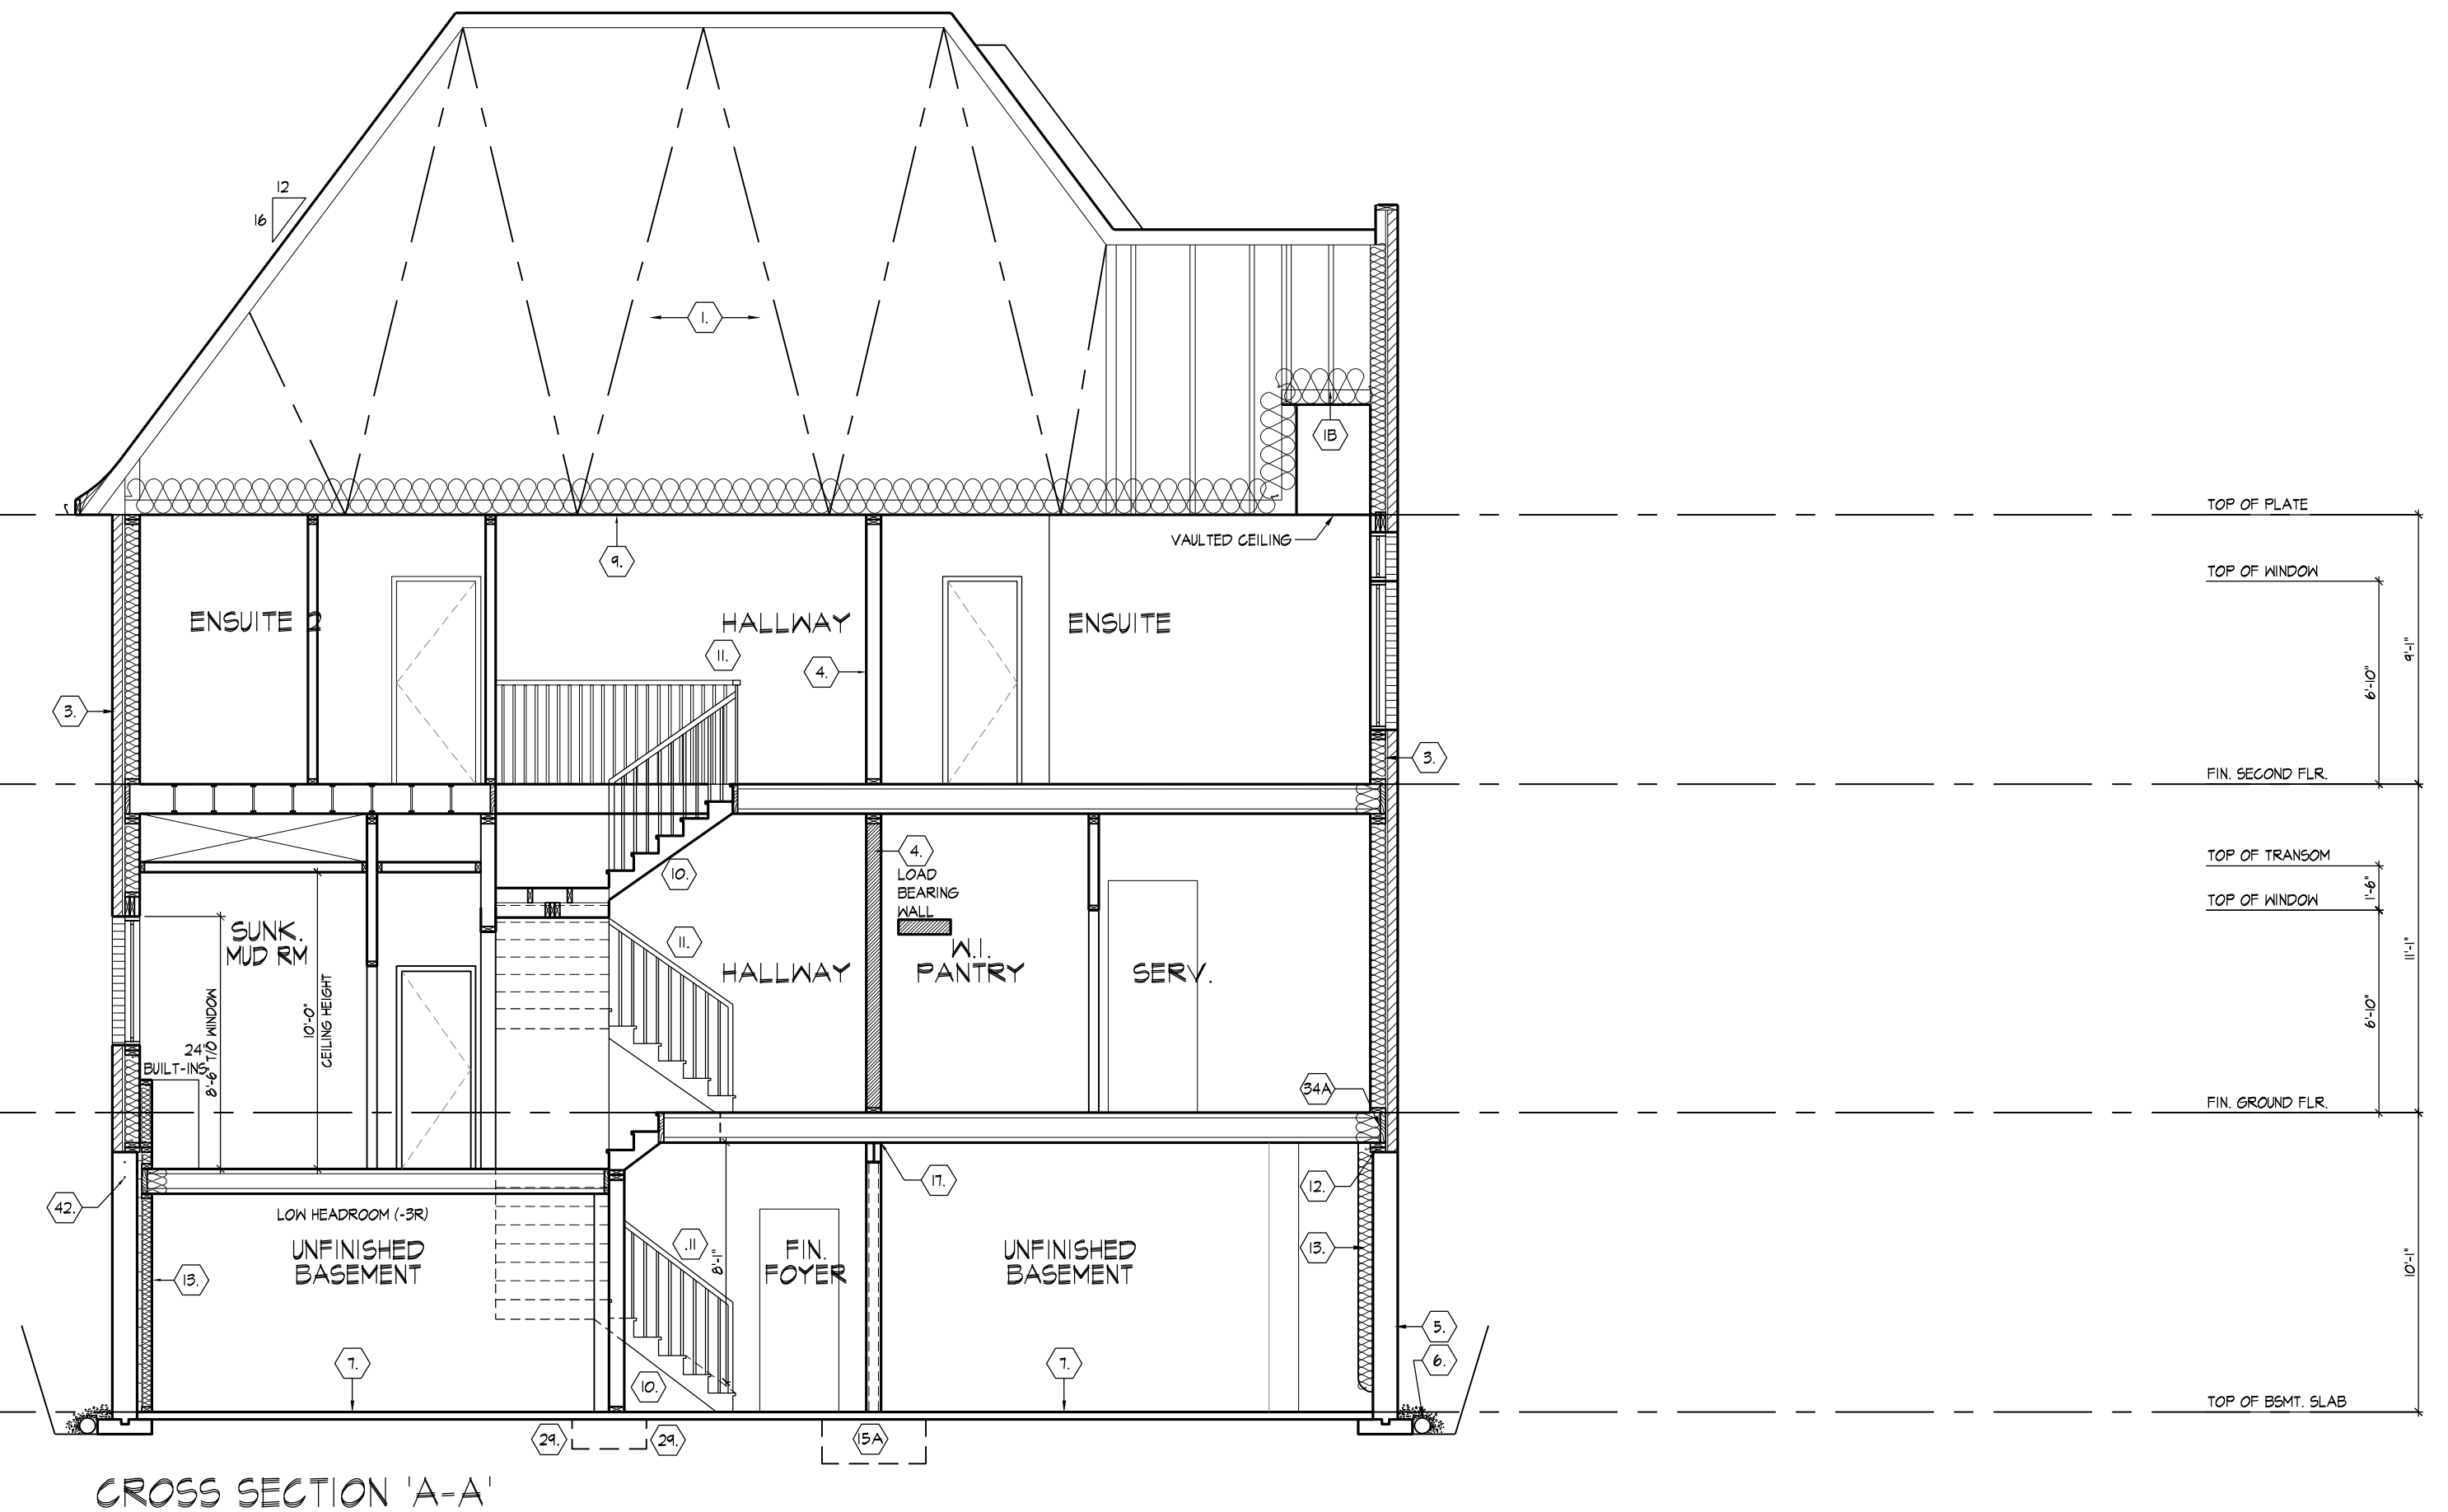 12
16
1.
1B
TOP OF PLATE
VAULTED CEILING
9.
TOP OF WINDOW
ENSUITE 2
HALLWAY
ENSUITE
11.
4.
9'-1"
6'-10"
3.
3.
FIN. SECOND FLR.
4.
LOAD
BEARING
WALL
TOP OF TRANSOM
10.
1'-6"
TOP OF WINDOW
SUNK.
MUD RM
11.
W.I.
PANTRY
HALLWAY
SERV.
11'-1"
6'-10"
8'-6" T/O WINDOW
10'-0"
CEILING HEIGHT
24"
BUILT-INS
34A
FIN. GROUND FLR.
17.
12.
42.
LOW HEADROOM (-3R)
UNFINISHED
BASEMENT
.11
8'-1"
FIN.
FOYER
UNFINISHED
BASEMENT
13.
13.
10'-1"
5.
6.
7.
7.
10.
TOP OF BSMT. SLAB
29.
29.
15A
CROSS SECTION 'A-A'